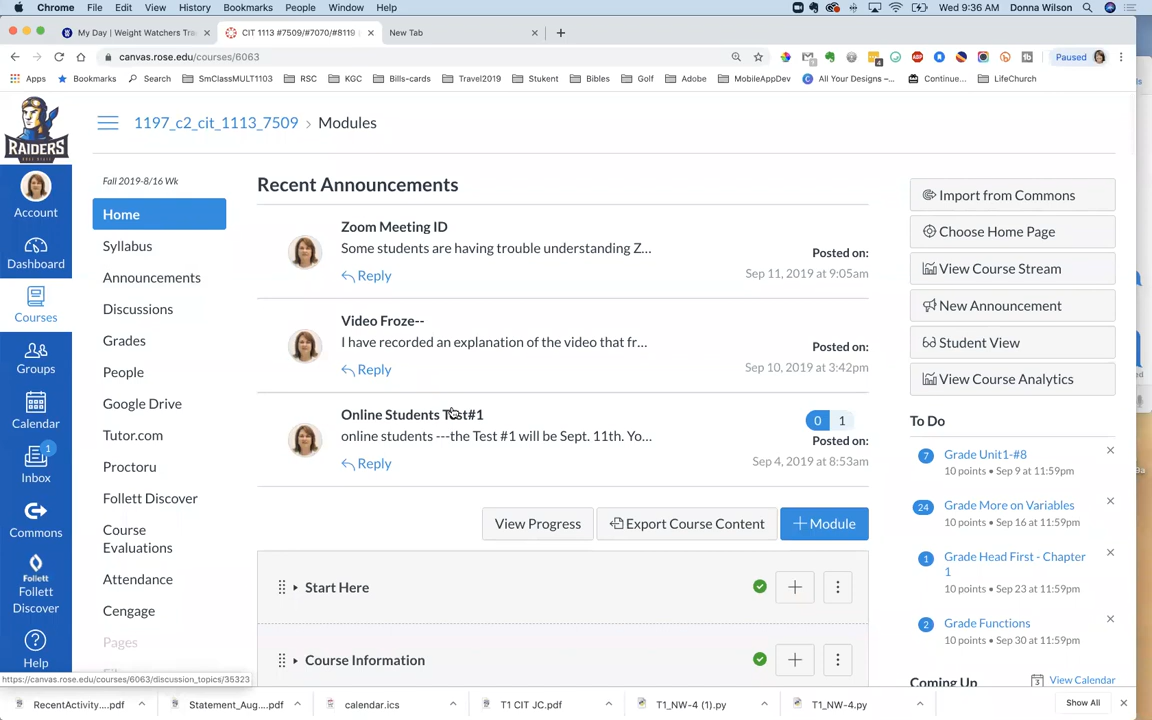 Chrome File Edit View History Bookmarks People Window Help
Wed 9:36 AM Donna Wilson
My Day | Weight Watchers Tra
CIT 1113 #7509/#7070/#8119
New Tab
canvas.rose.edu/courses/6063
Paused
Apps Bookmarks Search SmClassMULT1103 RSC KGC Bills-cards Travel2019 Stukent Bibles Golf Adobe MobileAppDev All Your Designs –... Continue... LifeChurch
RAIDERS
ROSE STATE
1197_c2_cit_1113_7509 › Modules
Account
Dashboard
Courses
Groups
Calendar
1
Inbox
Commons
Follett
Follett
Discover
Help
Fall 2019-8/16 Wk
Home
Syllabus
Announcements
Discussions
Grades
People
Google Drive
Tutor.com
Proctoru
Follett Discover
Course
Evaluations
Attendance
Cengage
Pages
Recent Announcements
Zoom Meeting ID
Some students are having trouble understanding Z...
Reply
Posted on:
Sep 11, 2019 at 9:05am
Video Froze--
I have recorded an explanation of the video that fr...
Reply
Posted on:
Sep 10, 2019 at 3:42pm
Online Students Test#1
online students ---the Test #1 will be Sept. 11th. Yo...
Reply
0 1
Posted on:
Sep 4, 2019 at 8:53am
View Progress
Export Course Content
Module
Start Here
Course Information
Import from Commons
Choose Home Page
View Course Stream
New Announcement
Student View
View Course Analytics
To Do
7 Grade Unit1-#8
10 points • Sep 9 at 11:59pm
24 Grade More on Variables
10 points • Sep 16 at 11:59pm
1 Grade Head First - Chapter
1
10 points • Sep 23 at 11:59pm
2 Grade Functions
10 points • Sep 30 at 11:59pm
Coming Up
View Calendar
https://canvas.rose.edu/courses/6063/discussion_topics/35323
RecentActivity....pdf
Statement_Aug....pdf
calendar.ics
T1 CIT JC.pdf
T1_NW-4 (1).py
T1_NW-4.py
Show All